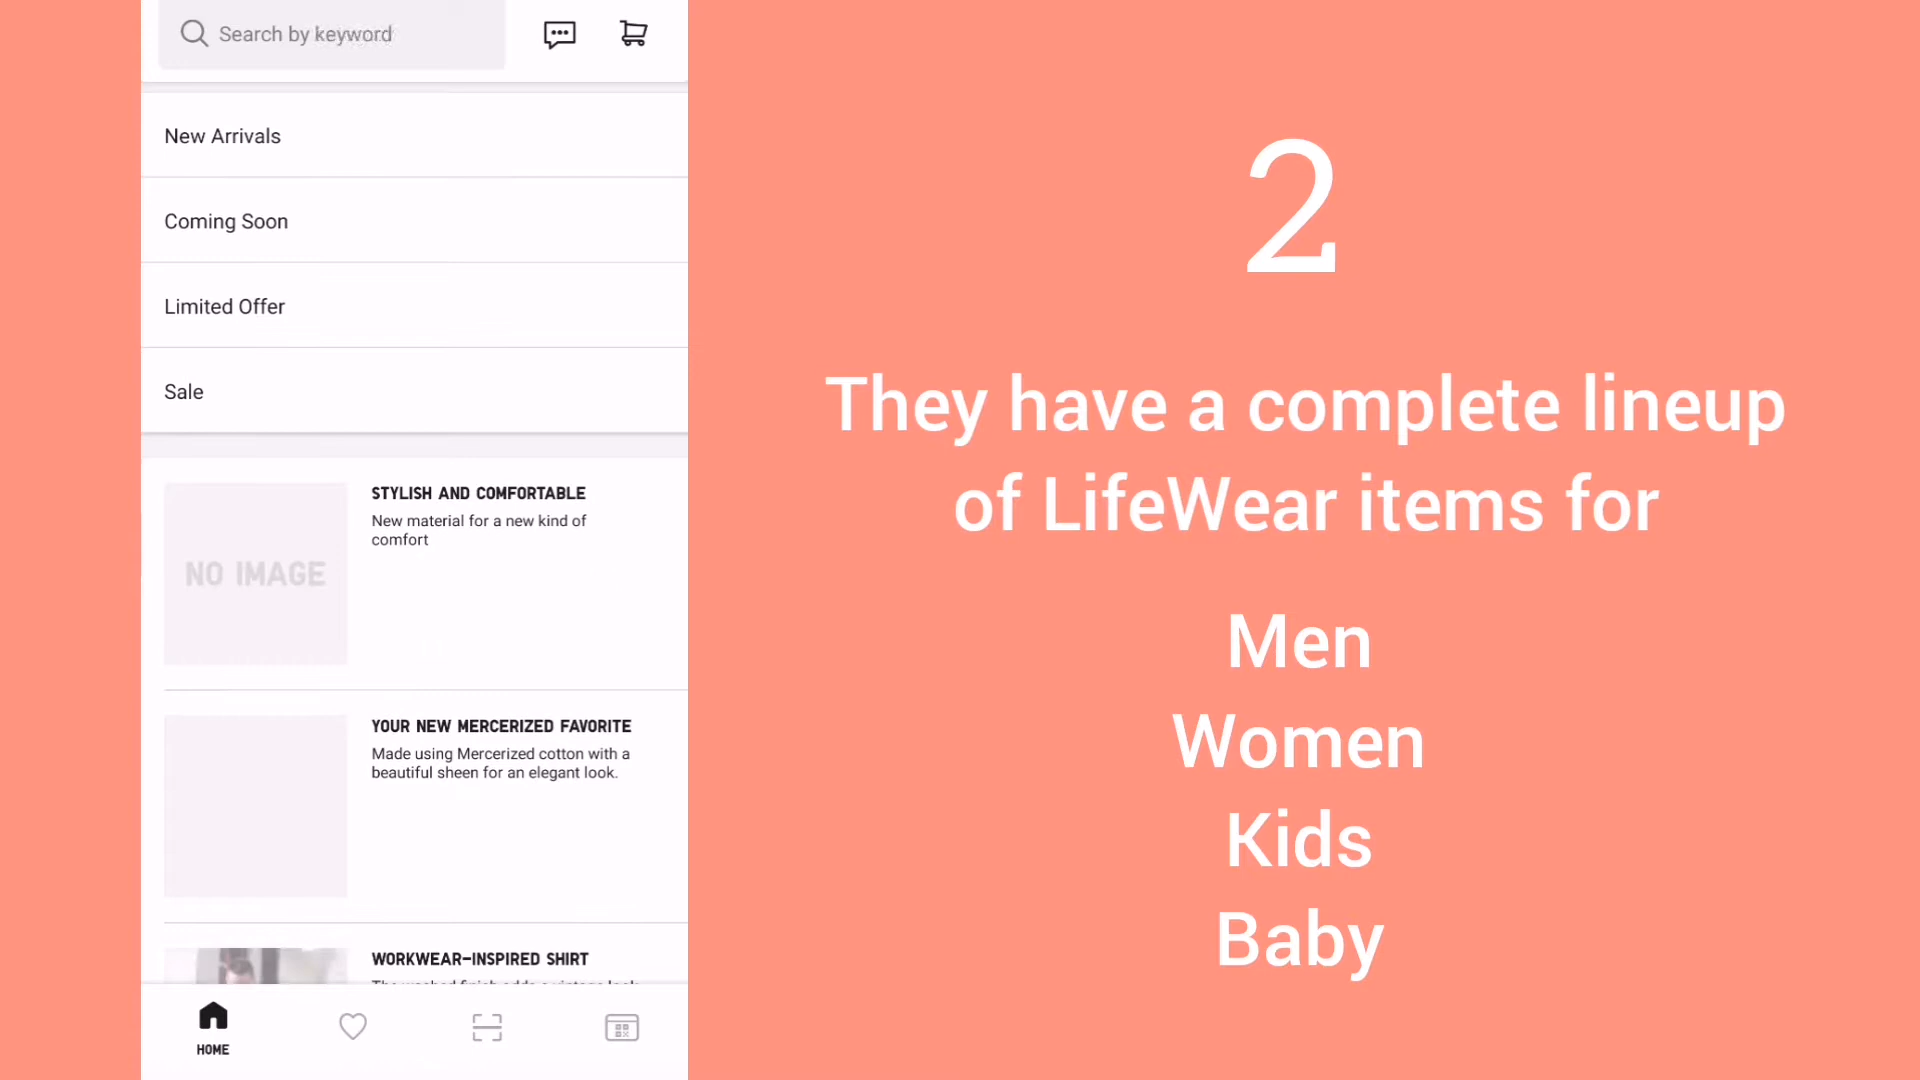 Search by keyword
New Arrivals
Coming Soon
Limited Offer
Sale
NO IMAGE
STYLISH AND COMFORTABLE
New material for a new kind of
comfort
YOUR NEW MERCERIZED FAVORITE
Made using Mercerized cotton with a
beautiful sheen for an elegant look.
WORKWEAR-INSPIRED SHIRT
HOME
2
They have a complete lineup
of LifeWear items for
Men
Women
Kids
Baby